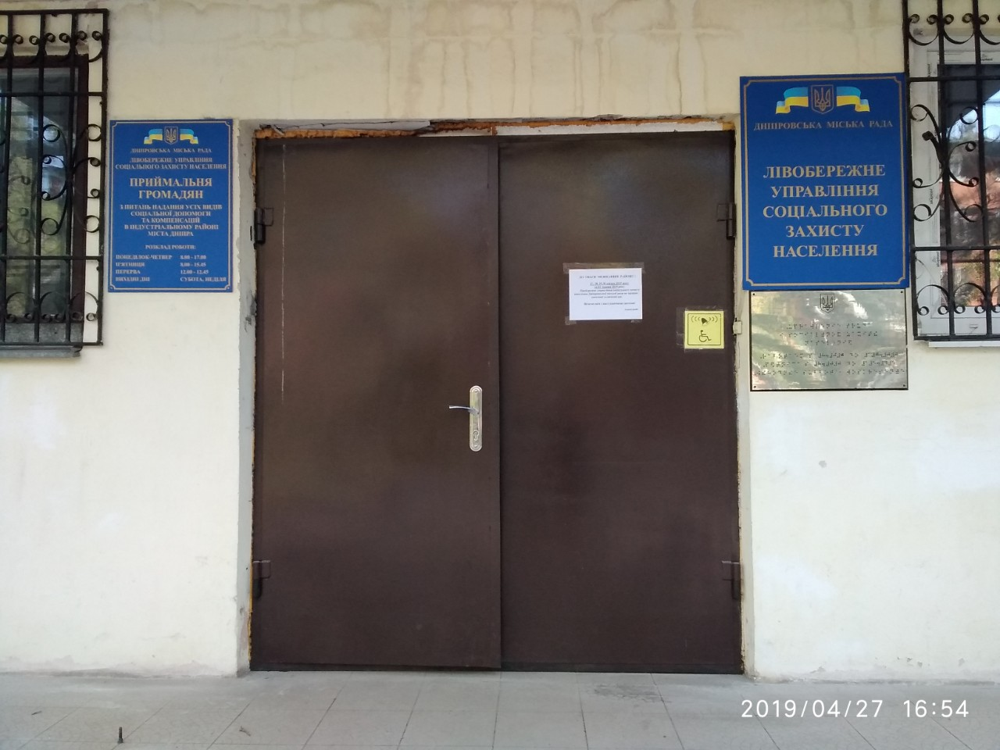 ДНІПРОВСЬКА МІСЬКА РАДА
ЛІВОБЕРЕЖНЕ УПРАВЛІННЯ
СОЦІАЛЬНОГО ЗАХИСТУ НАСЕЛЕННЯ
ПРИЙМАЛЬНЯ
ГРОМАДЯН
З ПИТАНЬ НАДАННЯ УСІХ ВИДІВ
СОЦІАЛЬНОЇ ДОПОМОГИ
ТА КОМПЕНСАЦІЙ
В ІНДУСТРІАЛЬНОМУ РАЙОНІ
МІСТА ДНІПРА
РОЗКЛАД РОБОТИ:
ПОНЕДІЛОК-ЧЕТВЕР 8.00 - 17.00
П'ЯТНИЦЯ 8.00 - 15.45
ПЕРЕРВА 12.00 - 12.45
ВИХІДНІ ДНІ СУБОТА, НЕДІЛЯ
ДНІПРОВСЬКА МІСЬКА РАДА
ЛІВОБЕРЕЖНЕ
УПРАВЛІННЯ
СОЦІАЛЬНОГО
ЗАХИСТУ
НАСЕЛЕННЯ
2019/04/27 16:54